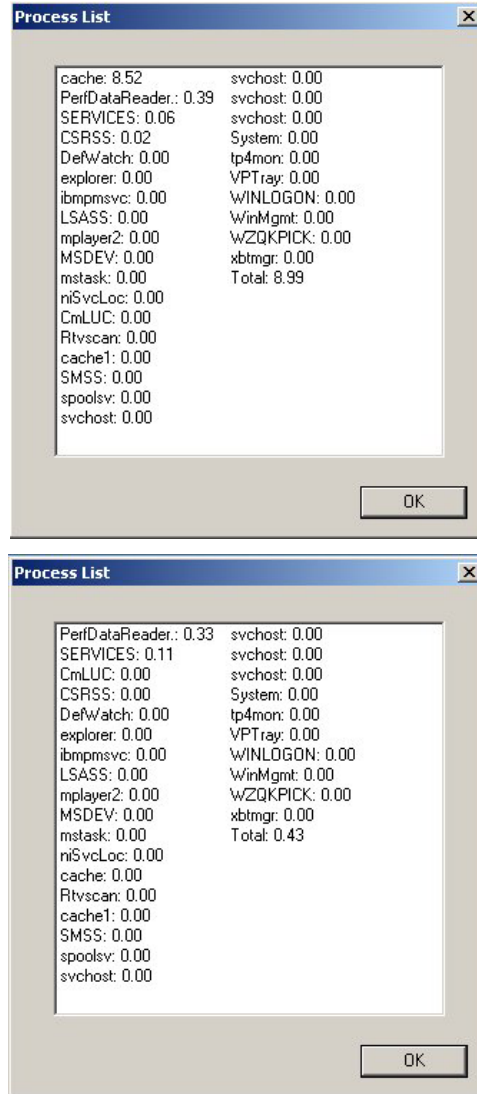 Process List
cache: 8.52
PerfDataReader.: 0.39
SERVICES: 0.06
CSRSS: 0.02
DefWatch: 0.00
explorer: 0.00
ibmpmsvc: 0.00
LSASS: 0.00
mplayer2: 0.00
MSDEV: 0.00
mstask: 0.00
niSvcLoc: 0.00
CmLUC: 0.00
Rtvscan: 0.00
cache1: 0.00
SMSS: 0.00
spoolsv: 0.00
svchost: 0.00
svchost: 0.00
svchost: 0.00
svchost: 0.00
System: 0.00
tp4mon: 0.00
VPTray: 0.00
WINLOGON: 0.00
WinMgmt: 0.00
WZQKPICK: 0.00
xbtmgr: 0.00
Total: 8.99
OK
Process List
PerfDataReader.: 0.33
SERVICES: 0.11
CmLUC: 0.00
CSRSS: 0.00
DefWatch: 0.00
explorer: 0.00
ibmpmsvc: 0.00
LSASS: 0.00
mplayer2: 0.00
MSDEV: 0.00
mstask: 0.00
niSvcLoc: 0.00
cache: 0.00
Rtvscan: 0.00
cache1: 0.00
SMSS: 0.00
spoolsv: 0.00
svchost: 0.00
svchost: 0.00
svchost: 0.00
svchost: 0.00
System: 0.00
tp4mon: 0.00
VPTray: 0.00
WINLOGON: 0.00
WinMgmt: 0.00
WZQKPICK: 0.00
xbtmgr: 0.00
Total: 0.43
OK